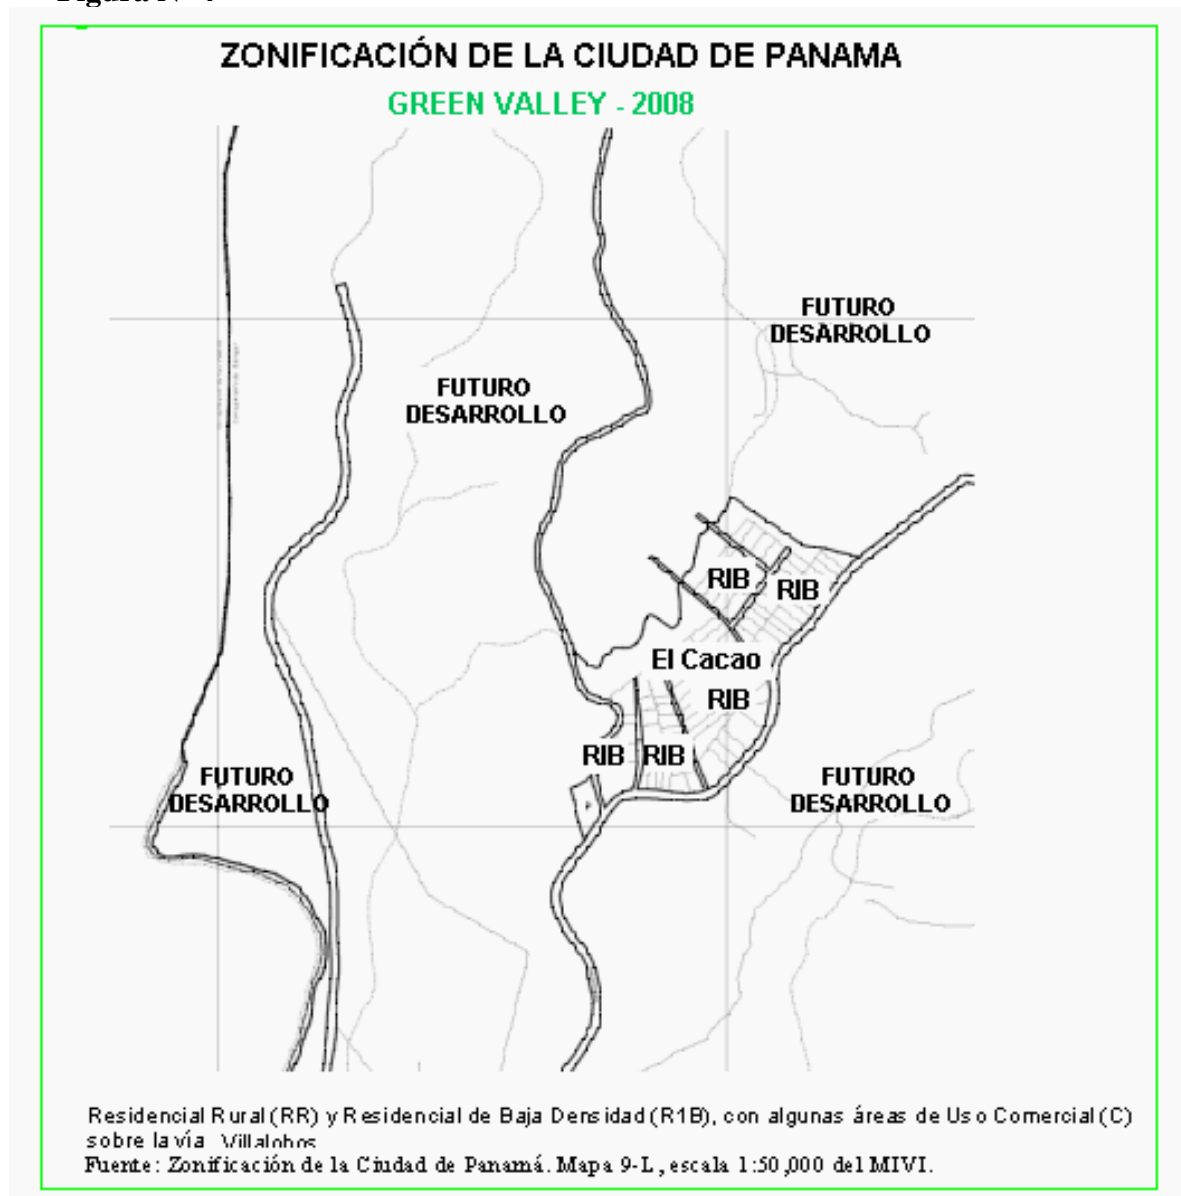 ZONIFICACIÓN DE LA CIUDAD DE PANAMA
GREEN VALLEY - 2008
FUTURO
DESARROLLO
FUTURO
DESARROLLO
RIB
RIB
El Cacao
RIB
RIB
RIB
FUTURO
DESARROLLO
FUTURO
DESARROLLO
Residencial Rural (RR) y Residencial de Baja Densidad (R1B), con algunas áreas de Uso Comercial (C)
sobre la vía Villalobos
Fuente: Zonificación de la Ciudad de Panamá. Mapa 9-L, escala 1:50,000 del MIVI.